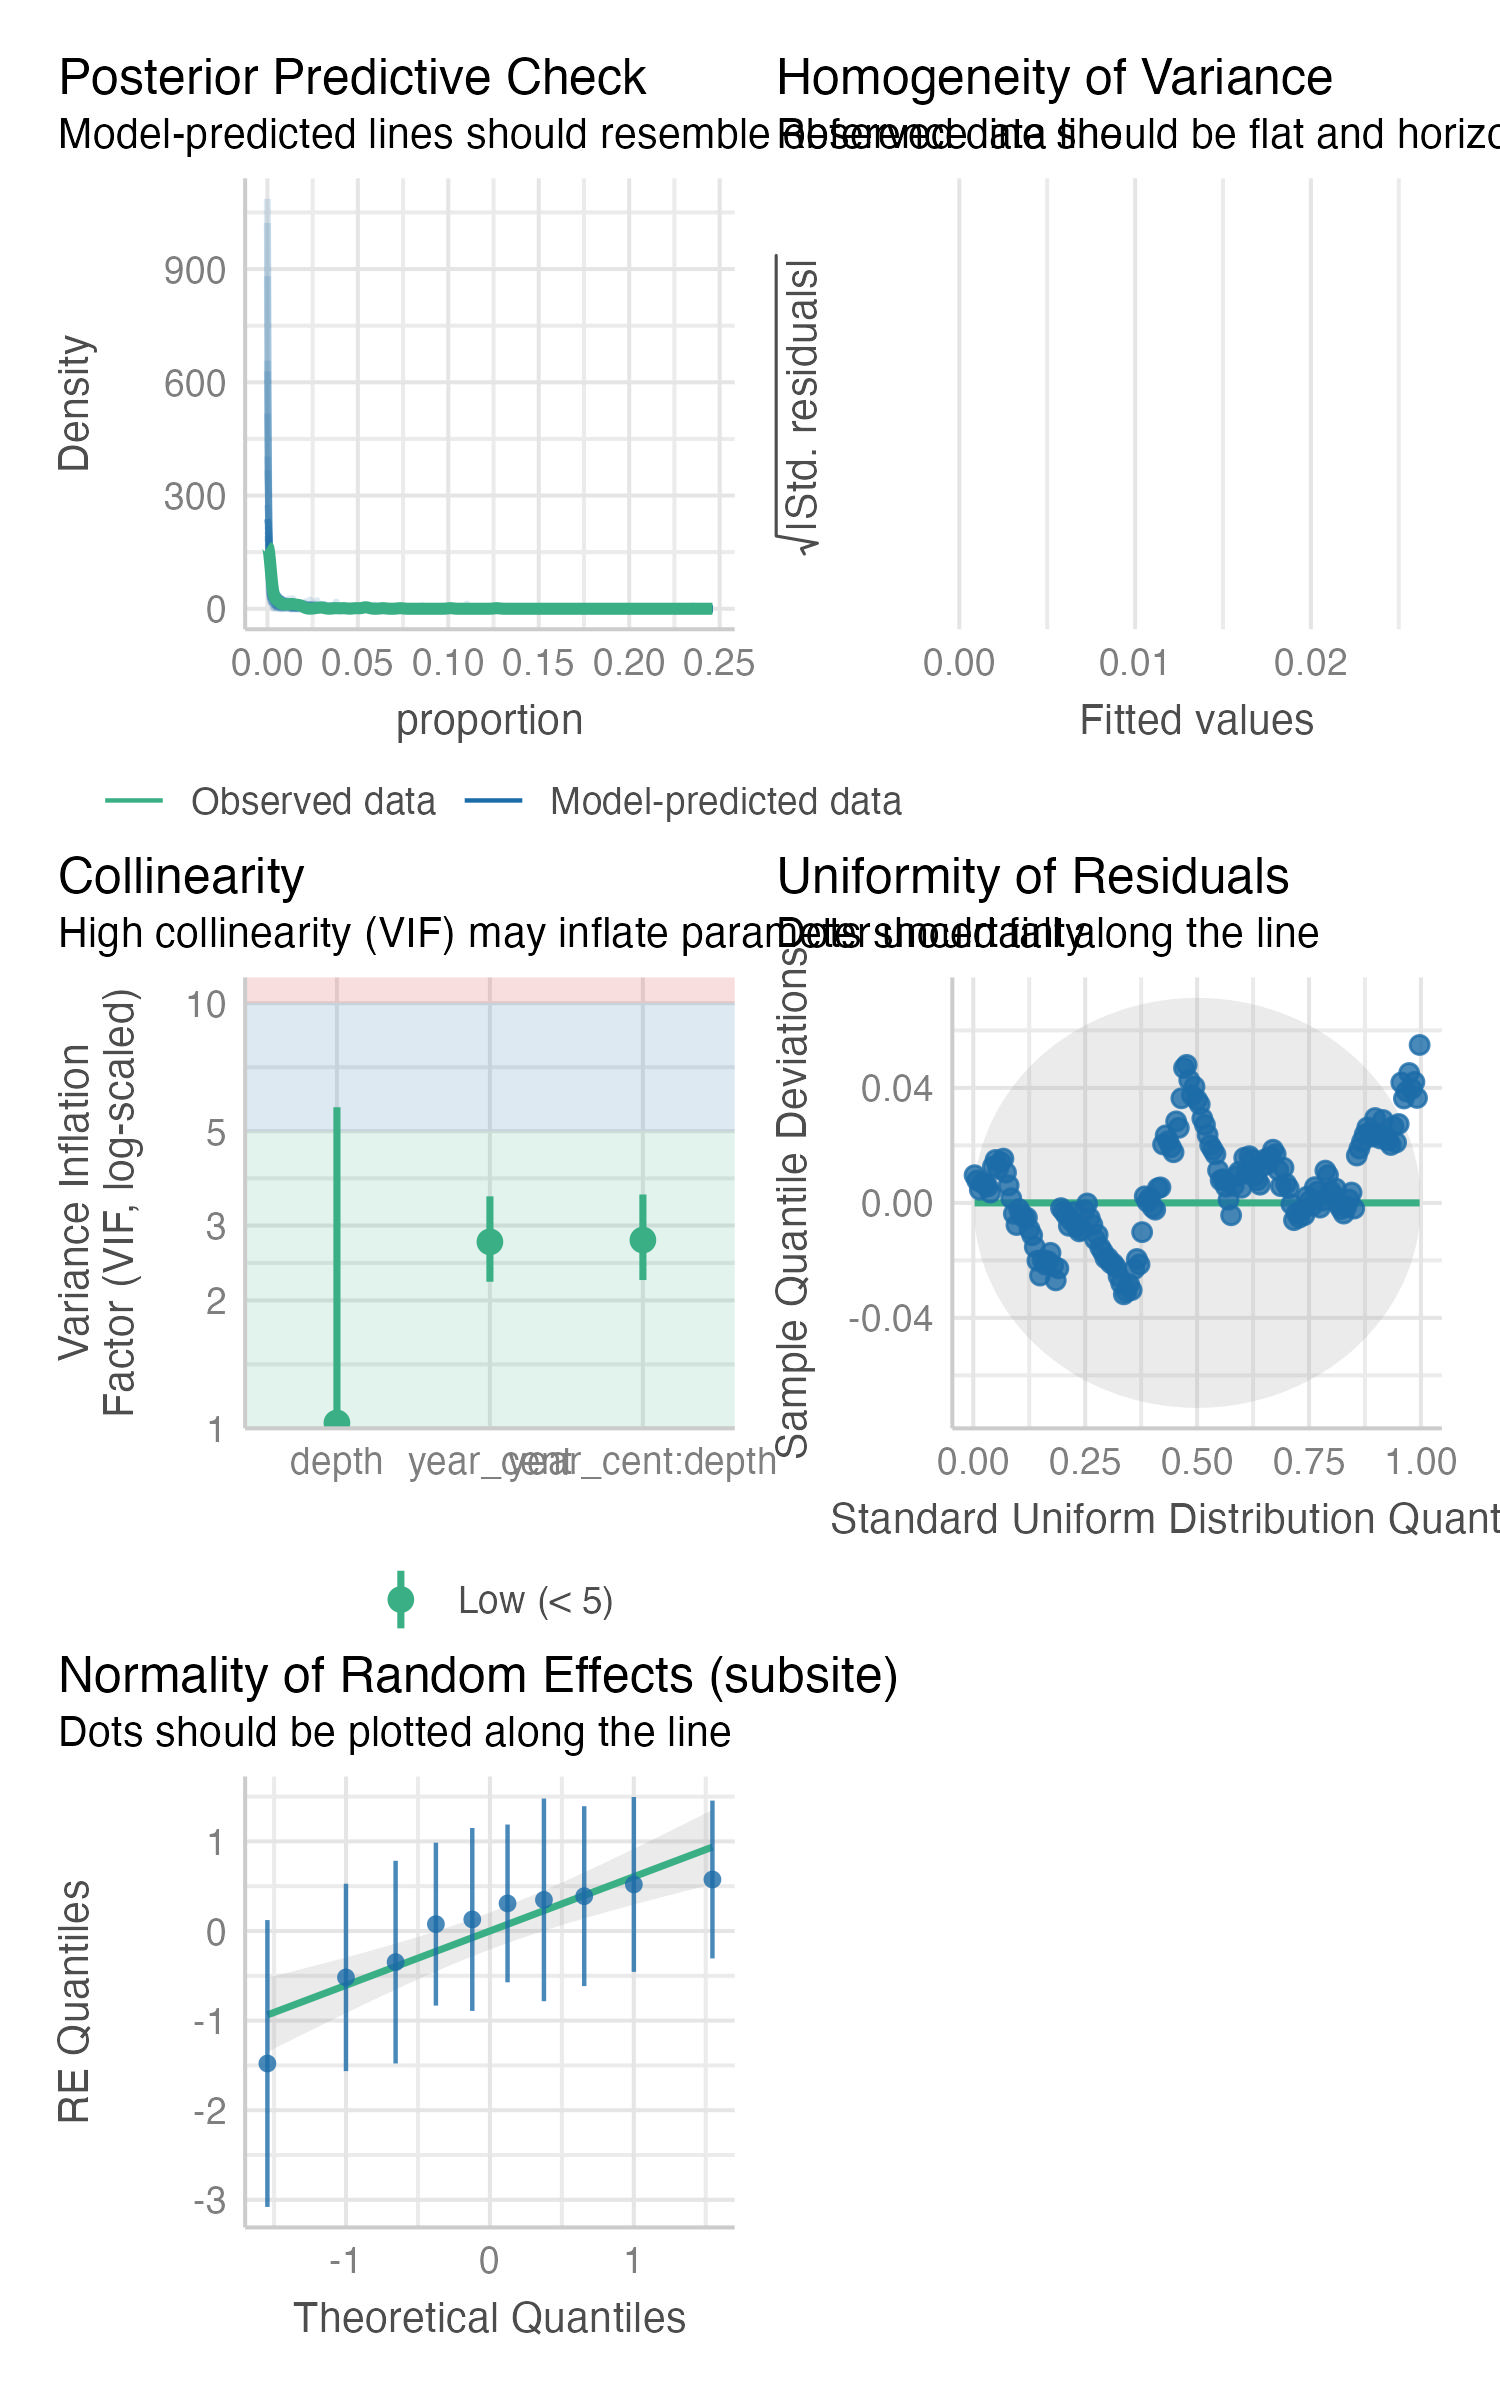 Posterior Predictive Check
Model-predicted lines should resemble observed data line
Density
900
600
300
0
0.00 0.05 0.10 0.15 0.20 0.25
proportion
Observed data Model-predicted data
Homogeneity of Variance
Reference line should be flat and horizo
√|Std. residuals|
0.00 0.01 0.02
Fitted values
Collinearity
High collinearity (VIF) may inflate parameter uncertainty
Variance Inflation
Factor (VIF, log-scaled)
10
5
3
2
1
depth year_cent year_cent:depth
Low (< 5)
Uniformity of Residuals
Dots should fall along the line
Sample Quantile Deviations
0.04
0.00
-0.04
0.00 0.25 0.50 0.75 1.00
Standard Uniform Distribution Quant
Normality of Random Effects (subsite)
Dots should be plotted along the line
RE Quantiles
1
0
-1
-2
-3
-1 0 1
Theoretical Quantiles